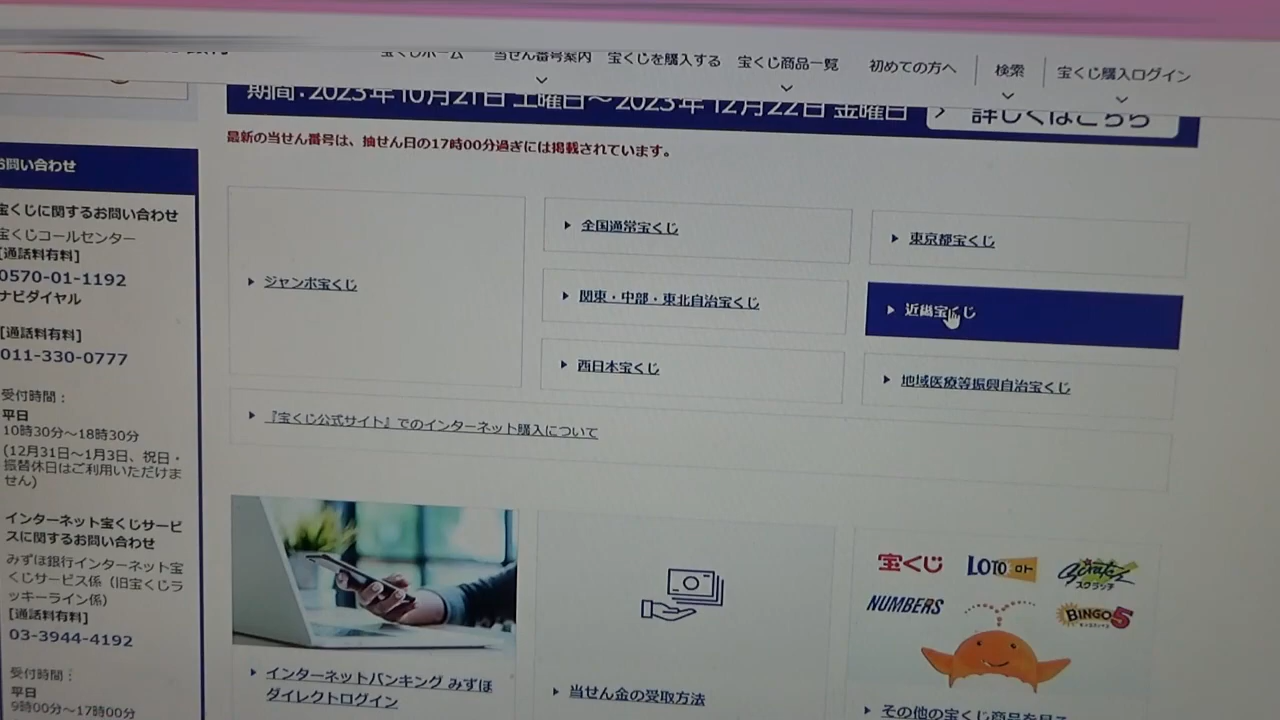 宝くじホーム
当せん番号案内
宝くじを購入する
宝くじ商品一覧
初めての方へ
検索
宝くじ購入ログイン
期間:2023年10月21日 土曜日～2023年12月22日 金曜日
詳しくはこちら
最新の当せん番号は、抽せん日の17時00分過ぎには掲載されています。
ジャンボ宝くじ
全国通常宝くじ
東京都宝くじ
関東・中部・東北自治宝くじ
近畿宝くじ
西日本宝くじ
地域医療等振興自治宝くじ
『宝くじ公式サイト』でのインターネット購入について
お問い合わせ
宝くじに関するお問い合わせ
宝くじコールセンター
[通話料有料]
0570-01-1192
ナビダイヤル
[通話料有料]
011-330-0777
受付時間：
平日
10時30分～18時30分
(12月31日～1月3日、祝日・
振替休日はご利用いただけま
せん)
インターネット宝くじサービ
スに関するお問い合わせ
みずほ銀行インターネット宝
くじサービス係（旧宝くじラ
ッキーライン係）
[通話料有料]
03-3944-4192
受付時間：
平日
9時00分～17時00分
インターネットバンキング みずほ
ダイレクトログイン
当せん金の受取方法
宝くじ
LOTO ロト
Scratch
スクラッチ
NUMBERS
BINGO5
その他の宝くじ商品を見る